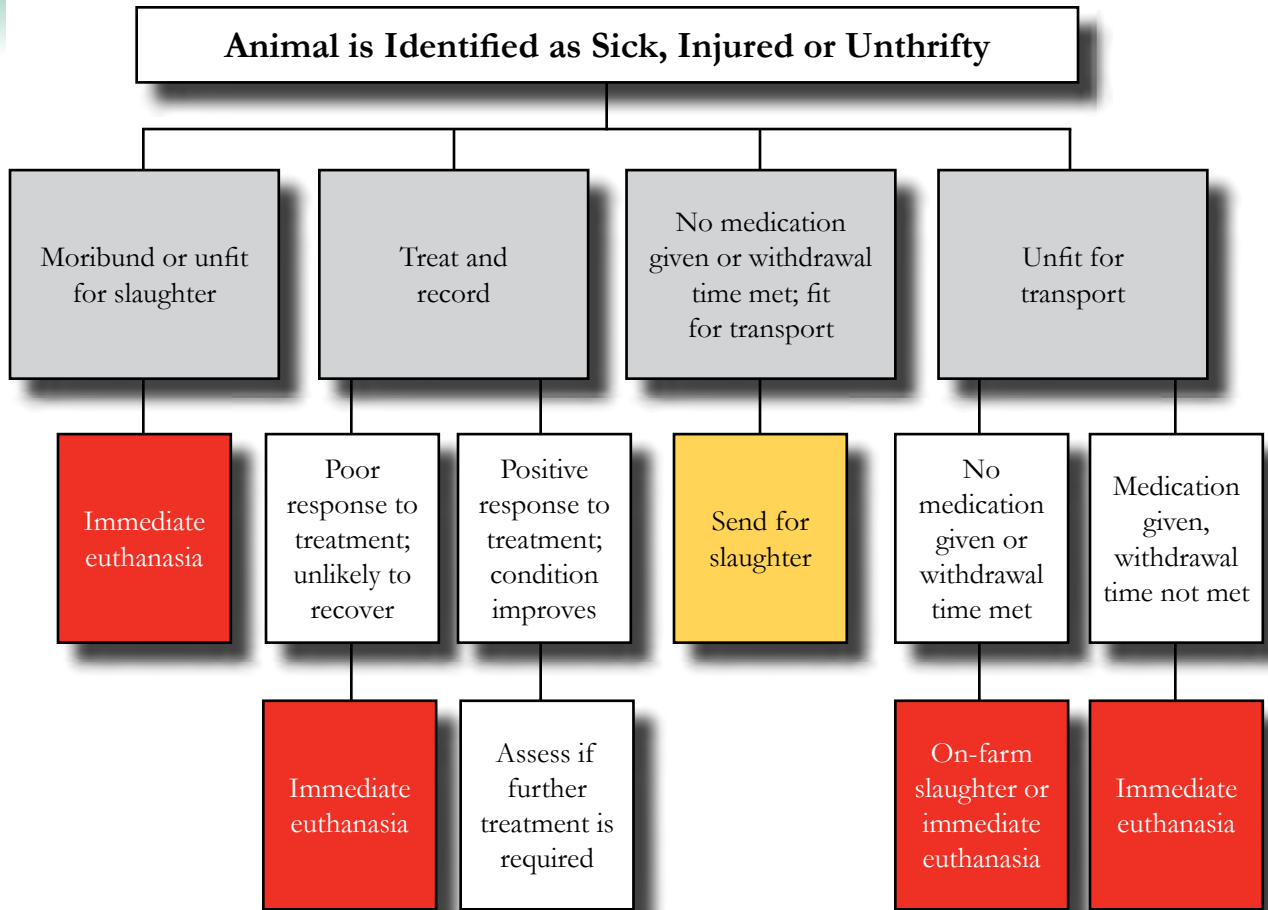 Animal is Identified as Sick, Injured or Unthrifty
Moribund or unfit
for slaughter
Treat and
record
No medication
given or withdrawal
time met; fit
for transport
Unfit for
transport
Immediate
euthanasia
Poor
response to
treatment;
unlikely to
recover
Positive
response to
treatment;
condition
improves
Send for
slaughter
No
medication
given or
withdrawal
time met
Medication
given,
withdrawal
time not met
Immediate
euthanasia
Assess if
further
treatment is
required
On-farm
slaughter or
immediate
euthanasia
Immediate
euthanasia